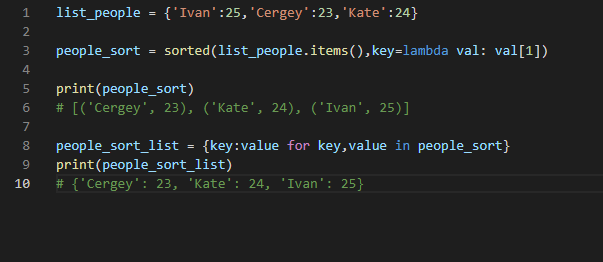 1 list_people = {'Ivan':25,'Cergey':23,'Kate':24}
2
3 people_sort = sorted(list_people.items(),key=lambda val: val[1])
4
5 print(people_sort)
6 # [('Cergey', 23), ('Kate', 24), ('Ivan', 25)]
7
8 people_sort_list = {key:value for key,value in people_sort}
9 print(people_sort_list)
10 # {'Cergey': 23, 'Kate': 24, 'Ivan': 25}